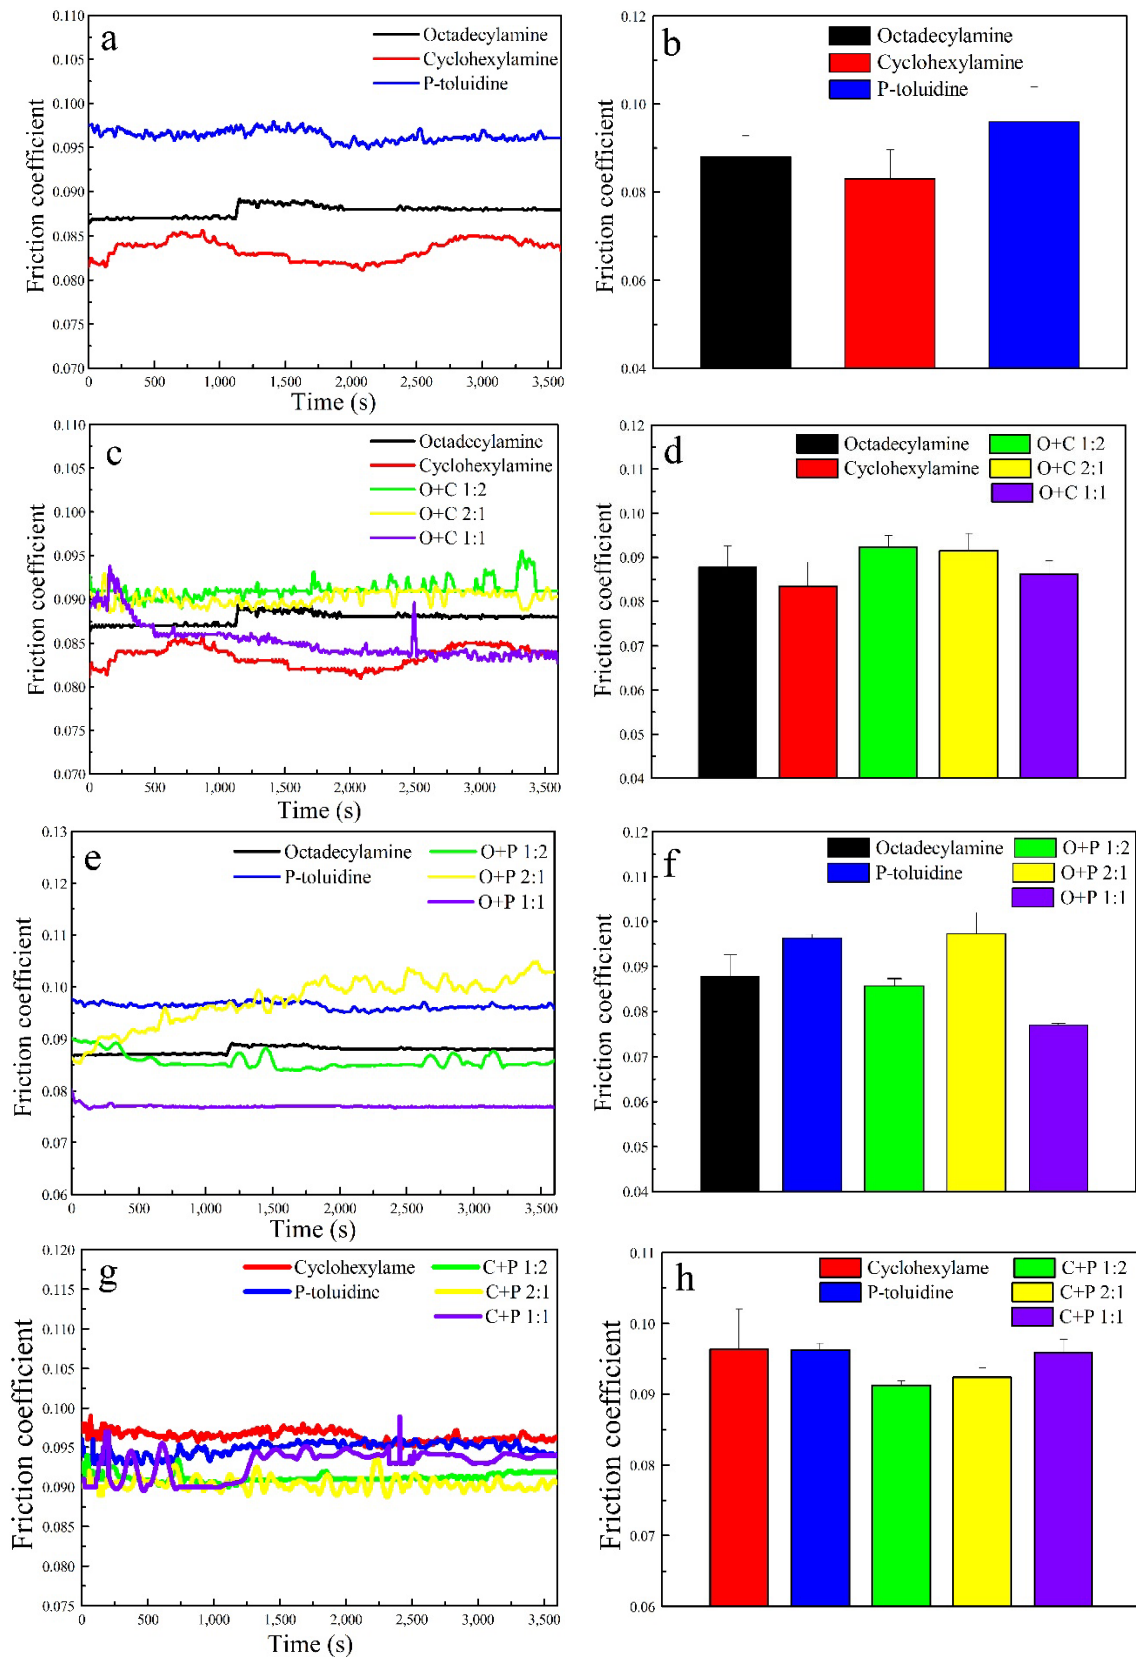 a
Octadecylamine
Cyclohexylamine
P-toluidine
Friction coefficient
0.110
0.105
0.100
0.095
0.090
0.085
0.080
0.075
0.070
0 500 1,000 1,500 2,000 2,500 3,000 3,500
Time (s)
b
Octadecylamine
Cyclohexylamine
P-toluidine
Friction coefficient
0.12
0.10
0.08
0.06
0.04
c
Octadecylamine
Cyclohexylamine
O+C 1:2
O+C 2:1
O+C 1:1
Friction coefficient
0.110
0.105
0.100
0.095
0.090
0.085
0.080
0.075
0.070
0 500 1,000 1,500 2,000 2,500 3,000 3,500
Time (s)
d
Octadecylamine
Cyclohexylamine
O+C 1:2
O+C 2:1
O+C 1:1
Friction coefficient
0.12
0.11
0.10
0.09
0.08
0.07
0.06
0.05
0.04
e
Octadecylamine
P-toluidine
O+P 1:2
O+P 2:1
O+P 1:1
Friction coefficient
0.13
0.12
0.11
0.10
0.09
0.08
0.07
0.06
0 500 1,000 1,500 2,000 2,500 3,000 3,500
Time (s)
f
Octadecylamine
P-toluidine
O+P 1:2
O+P 2:1
O+P 1:1
Friction coefficient
0.12
0.11
0.10
0.09
0.08
0.07
0.06
0.05
0.04
g
Cyclohexylame
P-toluidine
C+P 1:2
C+P 2:1
C+P 1:1
Friction coefficient
0.120
0.115
0.110
0.105
0.100
0.095
0.090
0.085
0.080
0.075
0 500 1,000 1,500 2,000 2,500 3,000 3,500
Time (s)
h
Cyclohexylame
P-toluidine
C+P 1:2
C+P 2:1
C+P 1:1
Friction coefficient
0.11
0.10
0.09
0.08
0.07
0.06